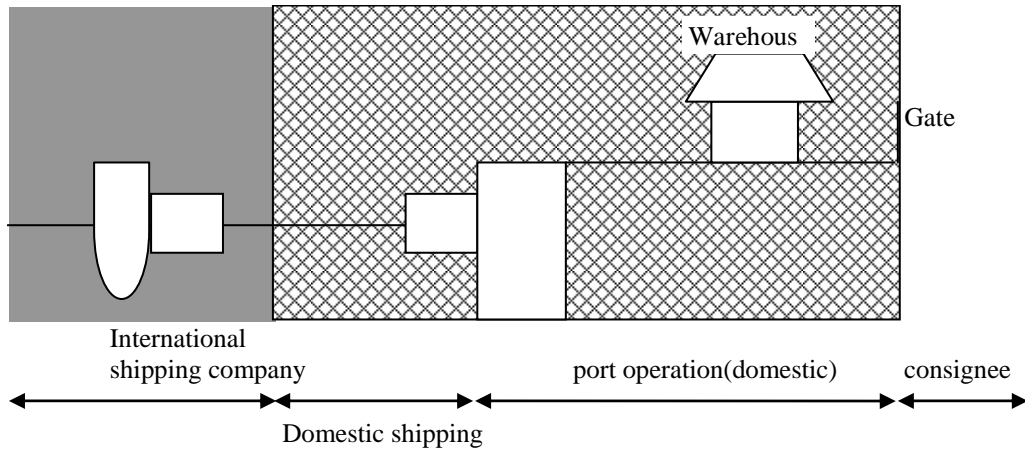 Warehous
Gate
International
shipping company
port operation(domestic)
consignee
Domestic shipping